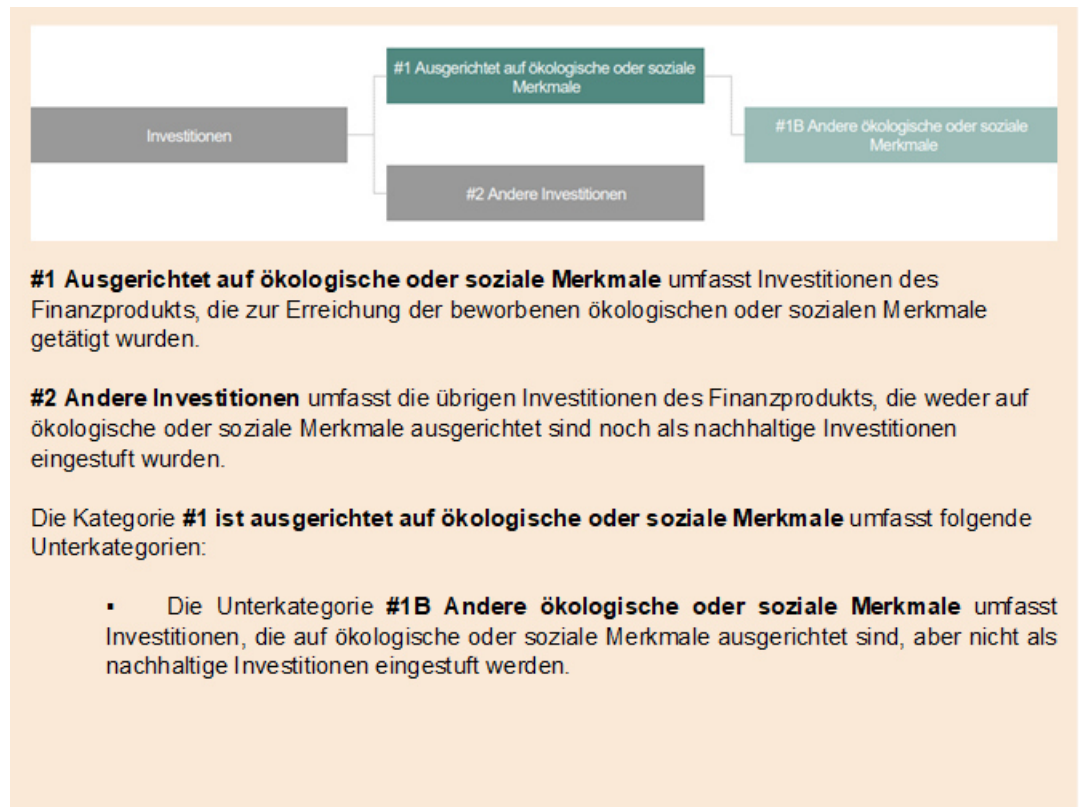 #1 Ausgerichtet auf ökologische oder soziale
Merkmale
Investitionen
#1B Andere ökologische oder soziale
Merkmale
#2 Andere Investitionen
#1 Ausgerichtet auf ökologische oder soziale Merkmale umfasst Investitionen des
Finanzprodukts, die zur Erreichung der beworbenen ökologischen oder sozialen Merkmale
getätigt wurden.
#2 Andere Investitionen umfasst die übrigen Investitionen des Finanzprodukts, die weder auf
ökologische oder soziale Merkmale ausgerichtet sind noch als nachhaltige Investitionen
eingestuft wurden.
Die Kategorie #1 ist ausgerichtet auf ökologische oder soziale Merkmale umfasst folgende
Unterkategorien:
▪ Die Unterkategorie #1B Andere ökologische oder soziale Merkmale umfasst
Investitionen, die auf ökologische oder soziale Merkmale ausgerichtet sind, aber nicht als
nachhaltige Investitionen eingestuft werden.